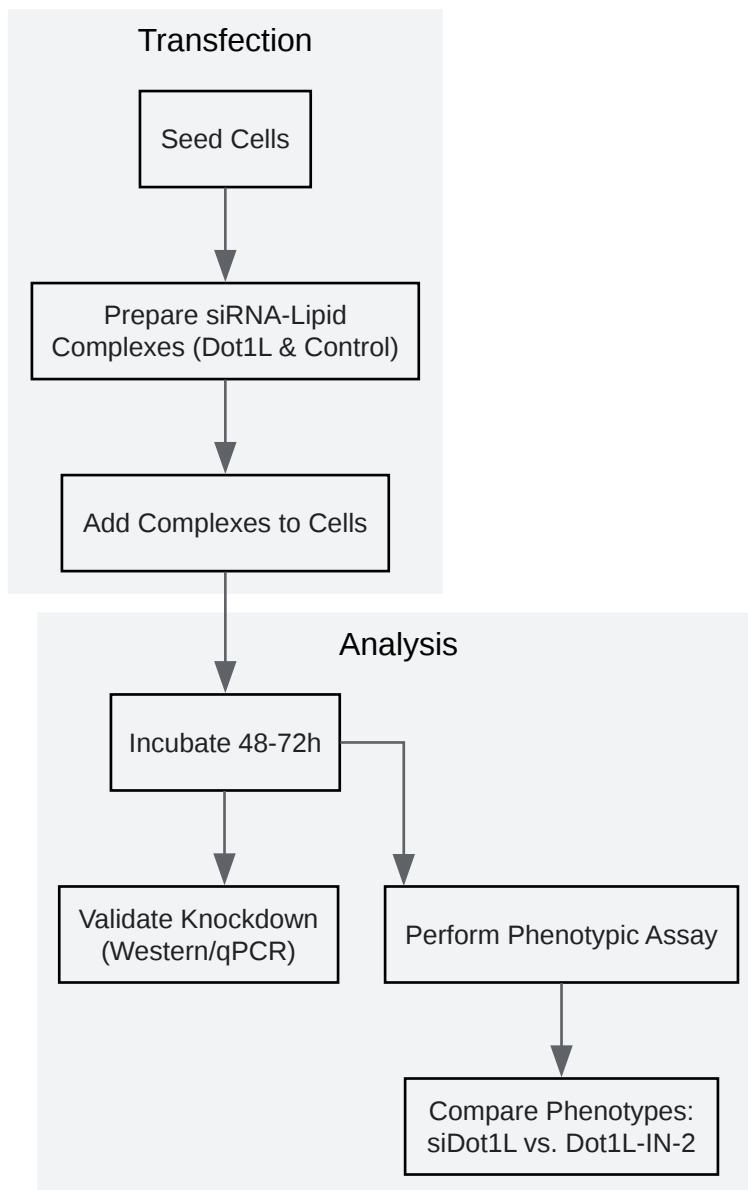 Transfection
Seed Cells
Prepare siRNA-Lipid
Complexes (Dot1L & Control)
Add Complexes to Cells
Analysis
Incubate 48-72h
Validate Knockdown
(Western/qPCR)
Perform Phenotypic Assay
Compare Phenotypes:
siDot1L vs. Dot1L-IN-2